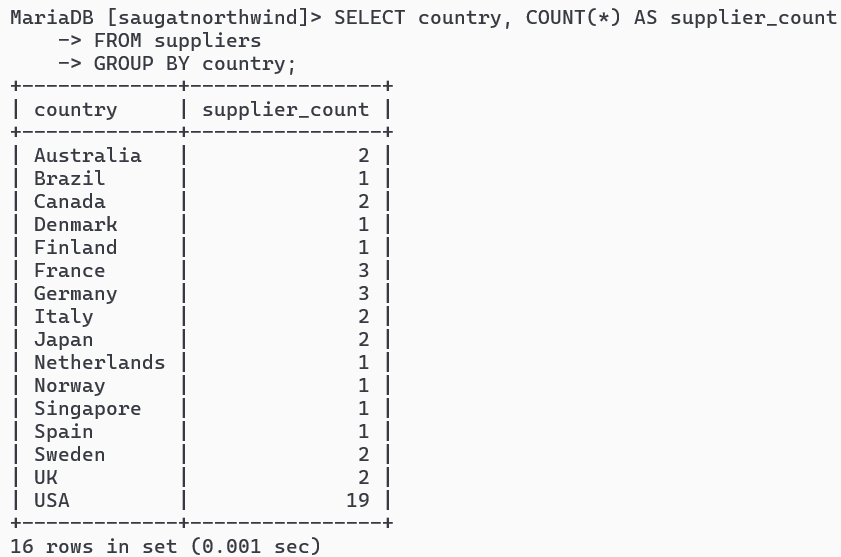 MariaDB [saugatnorthwind]> SELECT country, COUNT(*) AS supplier_count
    -> FROM suppliers
    -> GROUP BY country;
+-------------+----------------+
| country     | supplier_count |
+-------------+----------------+
| Australia   |              2 |
| Brazil      |              1 |
| Canada      |              2 |
| Denmark     |              1 |
| Finland     |              1 |
| France      |              3 |
| Germany     |              3 |
| Italy       |              2 |
| Japan       |              2 |
| Netherlands |              1 |
| Norway      |              1 |
| Singapore   |              1 |
| Spain       |              1 |
| Sweden      |              2 |
| UK          |              2 |
| USA         |             19 |
+-------------+----------------+
16 rows in set (0.001 sec)